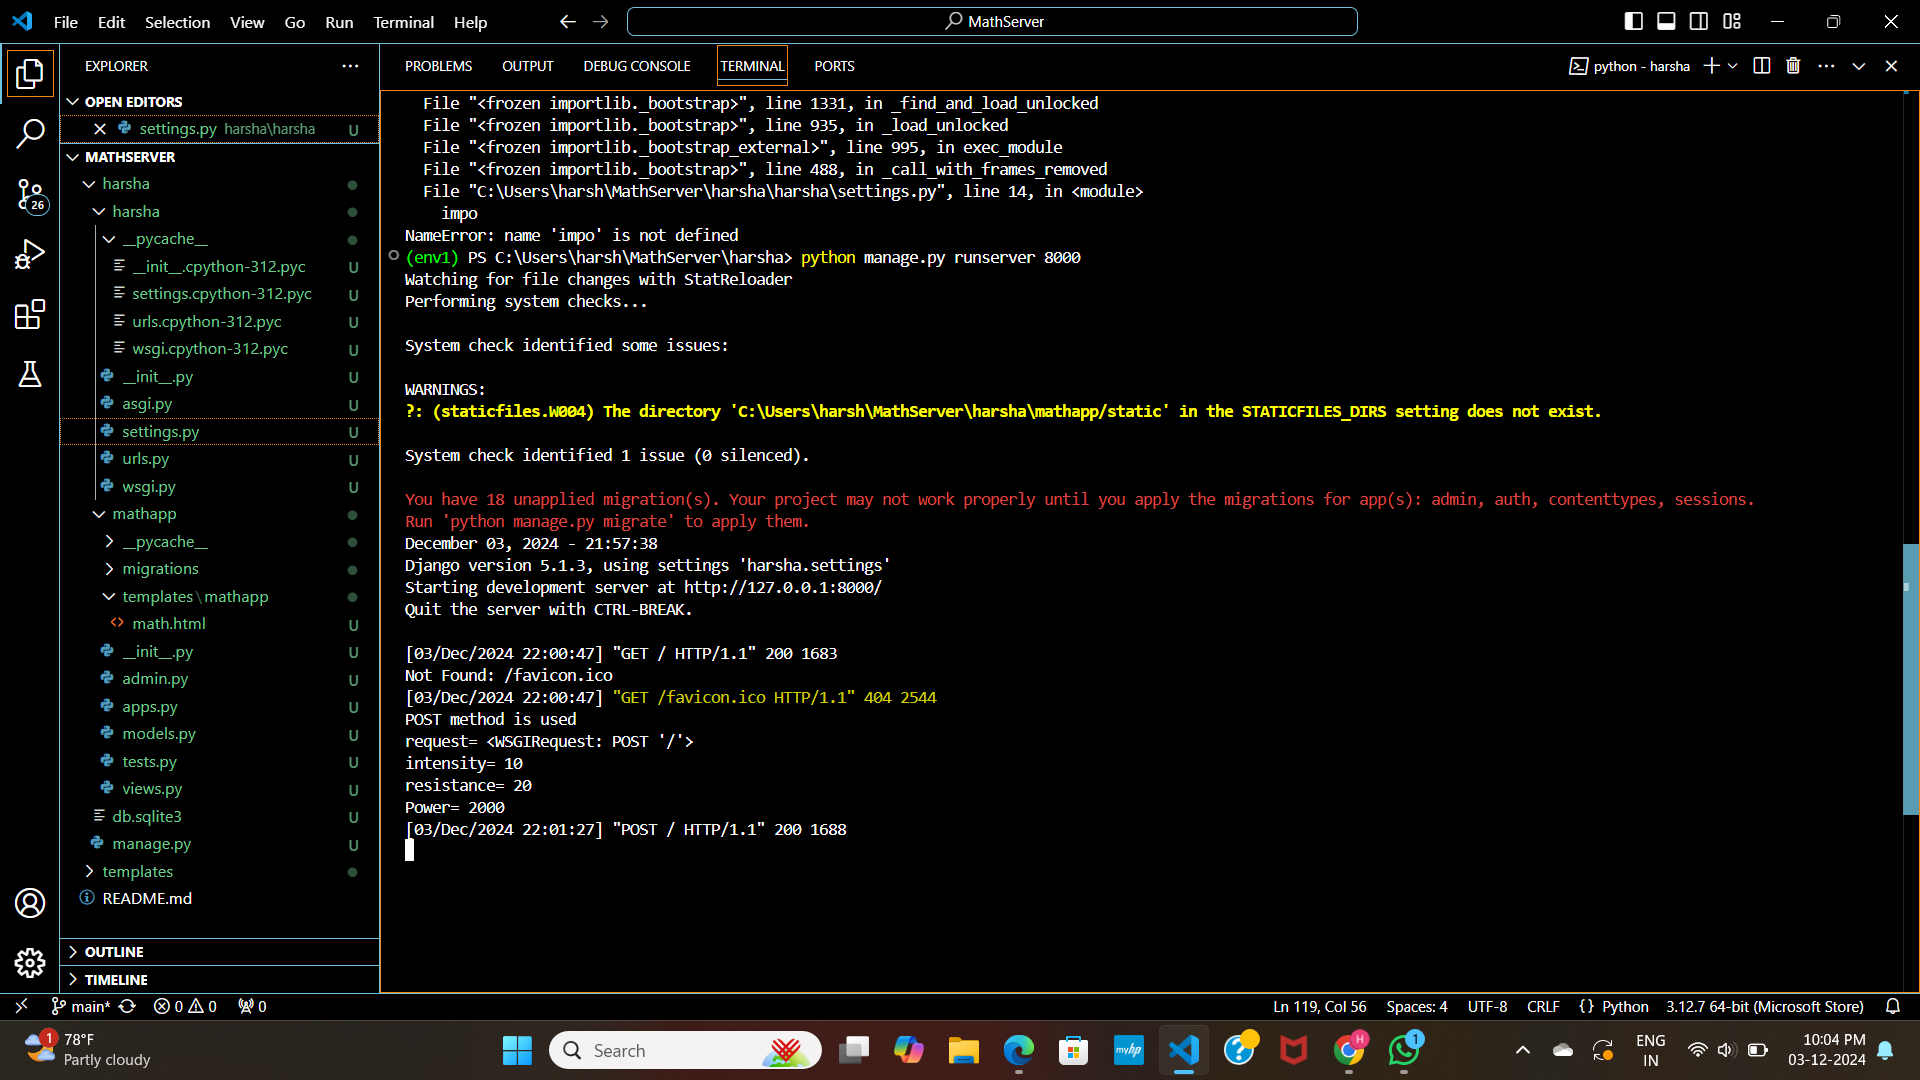 File Edit Selection View Go Run Terminal Help
MathServer
EXPLORER
OPEN EDITORS
settings.py harsha\harsha U
MATHSERVER
harsha
harsha
__pycache__
__init__.cpython-312.pyc U
settings.cpython-312.pyc U
urls.cpython-312.pyc U
wsgi.cpython-312.pyc U
__init__.py U
asgi.py U
settings.py U
urls.py U
wsgi.py U
mathapp
__pycache__
migrations
templates\mathapp
math.html U
__init__.py U
admin.py U
apps.py U
models.py U
tests.py U
views.py U
db.sqlite3 U
manage.py U
templates
README.md
OUTLINE
TIMELINE
26
PROBLEMS OUTPUT DEBUG CONSOLE TERMINAL PORTS
python - harsha
File "<frozen importlib._bootstrap>", line 1331, in _find_and_load_unlocked
File "<frozen importlib._bootstrap>", line 935, in _load_unlocked
File "<frozen importlib._bootstrap_external>", line 995, in exec_module
File "<frozen importlib._bootstrap>", line 488, in _call_with_frames_removed
File "C:\Users\harsh\MathServer\harsha\harsha\settings.py", line 14, in <module>
impo
NameError: name 'impo' is not defined
(env1) PS C:\Users\harsh\MathServer\harsha> python manage.py runserver 8000
Watching for file changes with StatReloader
Performing system checks...
System check identified some issues:
WARNINGS:
?: (staticfiles.W004) The directory 'C:\Users\harsh\MathServer\harsha\mathapp/static' in the STATICFILES_DIRS setting does not exist.
System check identified 1 issue (0 silenced).
You have 18 unapplied migration(s). Your project may not work properly until you apply the migrations for app(s): admin, auth, contenttypes, sessions.
Run 'python manage.py migrate' to apply them.
December 03, 2024 - 21:57:38
Django version 5.1.3, using settings 'harsha.settings'
Starting development server at http://127.0.0.1:8000/
Quit the server with CTRL-BREAK.
[03/Dec/2024 22:00:47] "GET / HTTP/1.1" 200 1683
Not Found: /favicon.ico
[03/Dec/2024 22:00:47] "GET /favicon.ico HTTP/1.1" 404 2544
POST method is used
request= <WSGIRequest: POST '/'>
intensity= 10
resistance= 20
Power= 2000
[03/Dec/2024 22:01:27] "POST / HTTP/1.1" 200 1688
main* 0 0 0
Ln 119, Col 56 Spaces: 4 UTF-8 CRLF {} Python 3.12.7 64-bit (Microsoft Store)
1
78°F
Partly cloudy
Search
myhp
H
1
ENG
IN
10:04 PM
03-12-2024